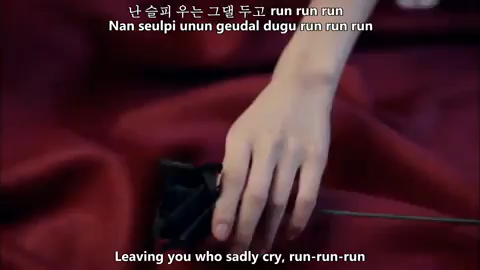 난 슬피 우는 그댈 두고 run run run
Nan seulpi unun geudal dugu run run run
Leaving you who sadly cry, run-run-run